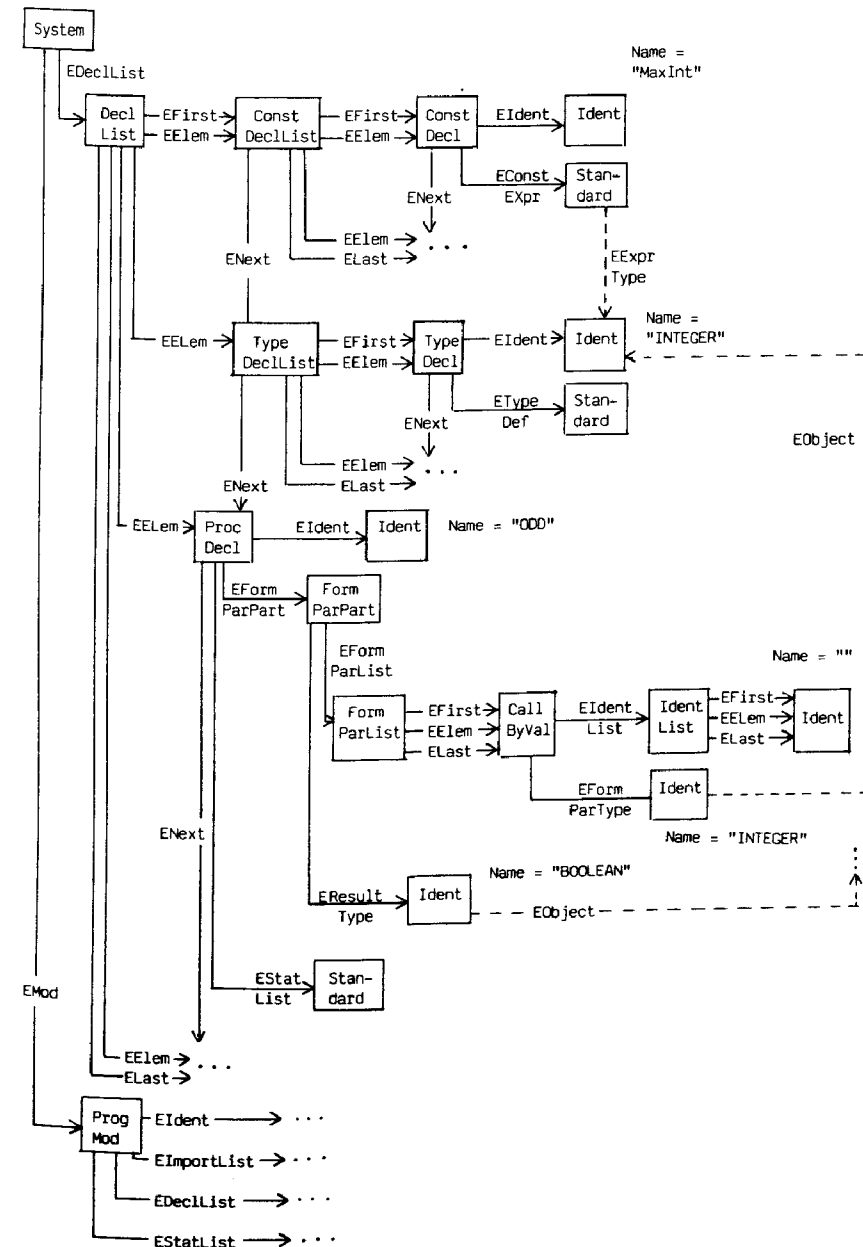 System
Name =
"MaxInt"
EDeclList
Decl
List
EFirst
EElem
Const
DeclList
EFirst
EElem
Const
Decl
EIdent
Ident
EConst
EXpr
Stan-
dard
ENext
ENext
EElem
ELast
. . .
EExpr
Type
Name =
"INTEGER"
EELem
Type
DeclList
EFirst
EElem
Type
Decl
EIdent
Ident
EType
Def
Stan-
dard
ENext
EObject
EElem
ELast
. . .
ENext
EELem
Proc
Decl
EIdent
Ident
Name = "ODD"
EForm
ParPart
Form
ParPart
EForm
ParList
Name = ""
Form
ParList
EFirst
EElem
ELast
Call
ByVal
EIdent
List
Ident
List
EFirst
EELem
ELast
Ident
EForm
ParType
Ident
Name = "INTEGER"
ENext
Name = "BOOLEAN"
EResult
Type
Ident
EObject
EStat
List
Stan-
dard
EMod
EElem
ELast
. . .
Prog
Mod
EIdent
. . .
EImportList
. . .
EDeclList
. . .
EStatList
. . .